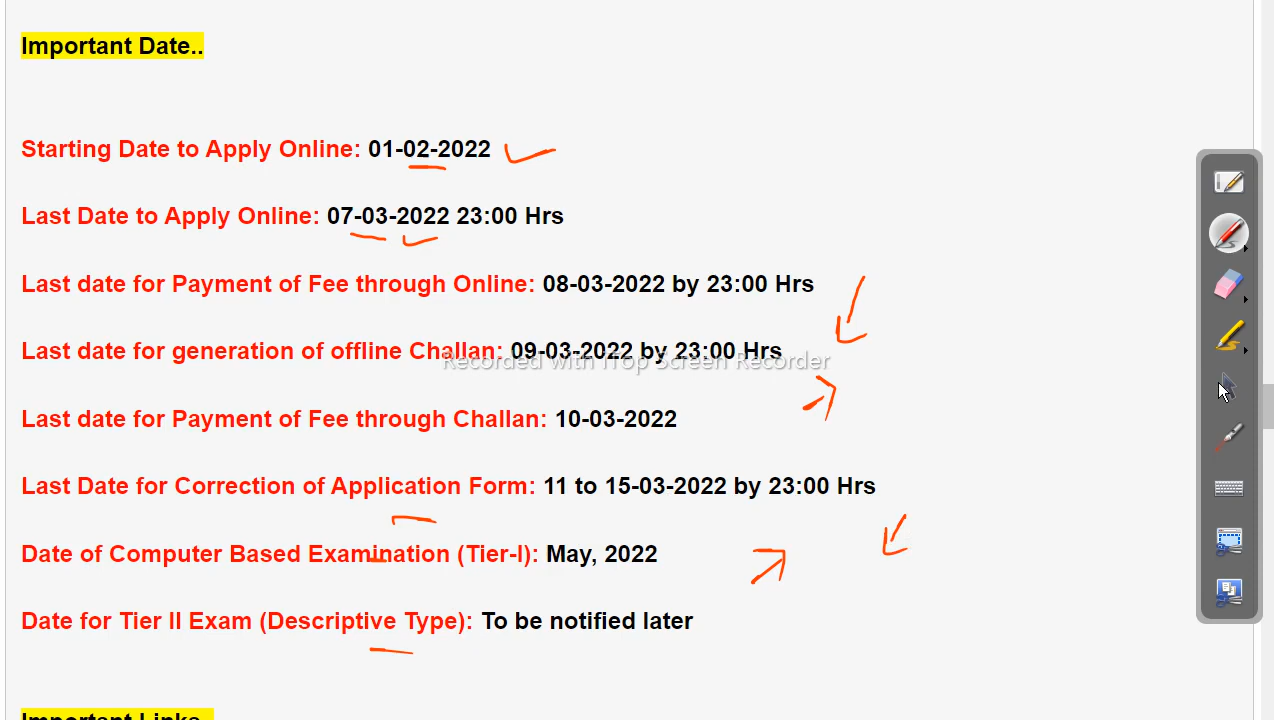 Important Date..
Starting Date to Apply Online: 01-02-2022
Last Date to Apply Online: 07-03-2022 23:00 Hrs
Last date for Payment of Fee through Online: 08-03-2022 by 23:00 Hrs
Last date for generation of offline Challan: 09-03-2022 by 23:00 Hrs
Recorded with iTop Screen Recorder
Last date for Payment of Fee through Challan: 10-03-2022
Last Date for Correction of Application Form: 11 to 15-03-2022 by 23:00 Hrs
Date of Computer Based Examination (Tier-I): May, 2022
Date for Tier II Exam (Descriptive Type): To be notified later
Important Links..